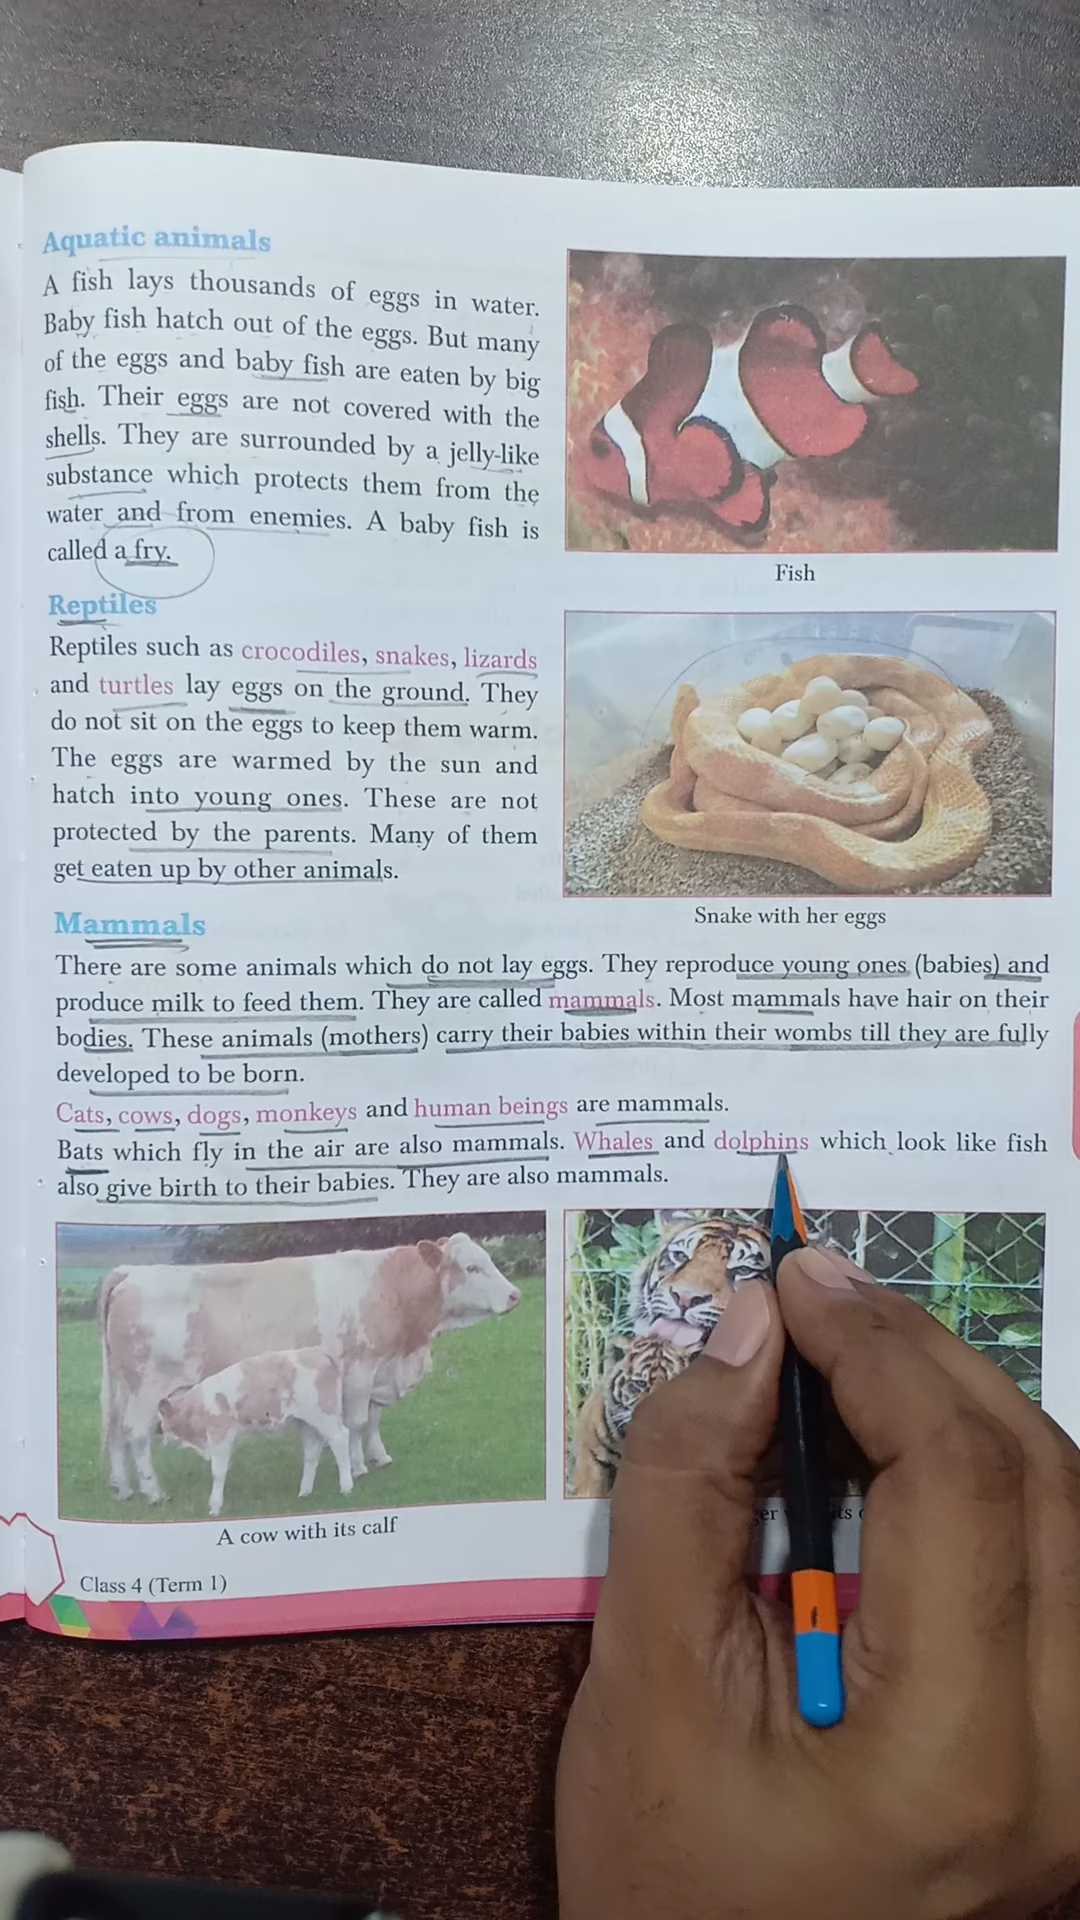 Aquatic animals
A fish lays thousands of eggs in water.
Baby fish hatch out of the eggs. But many
of the eggs and baby fish are eaten by big
fish. Their eggs are not covered with the
shells. They are surrounded by a jelly-like
substance which protects them from the
water and from enemies. A baby fish is
called a fry.
Fish
Reptiles
Reptiles such as crocodiles, snakes, lizards
and turtles lay eggs on the ground. They
do not sit on the eggs to keep them warm.
The eggs are warmed by the sun and
hatch into young ones. These are not
protected by the parents. Many of them
get eaten up by other animals.
Snake with her eggs
Mammals
There are some animals which do not lay eggs. They reproduce young ones (babies) and
produce milk to feed them. They are called mammals. Most mammals have hair on their
bodies. These animals (mothers) carry their babies within their wombs till they are fully
developed to be born.
Cats, cows, dogs, monkeys and human beings are mammals.
Bats which fly in the air are also mammals. Whales and dolphins which look like fish
also give birth to their babies. They are also mammals.
A cow with its calf
Class 4 (Term 1)